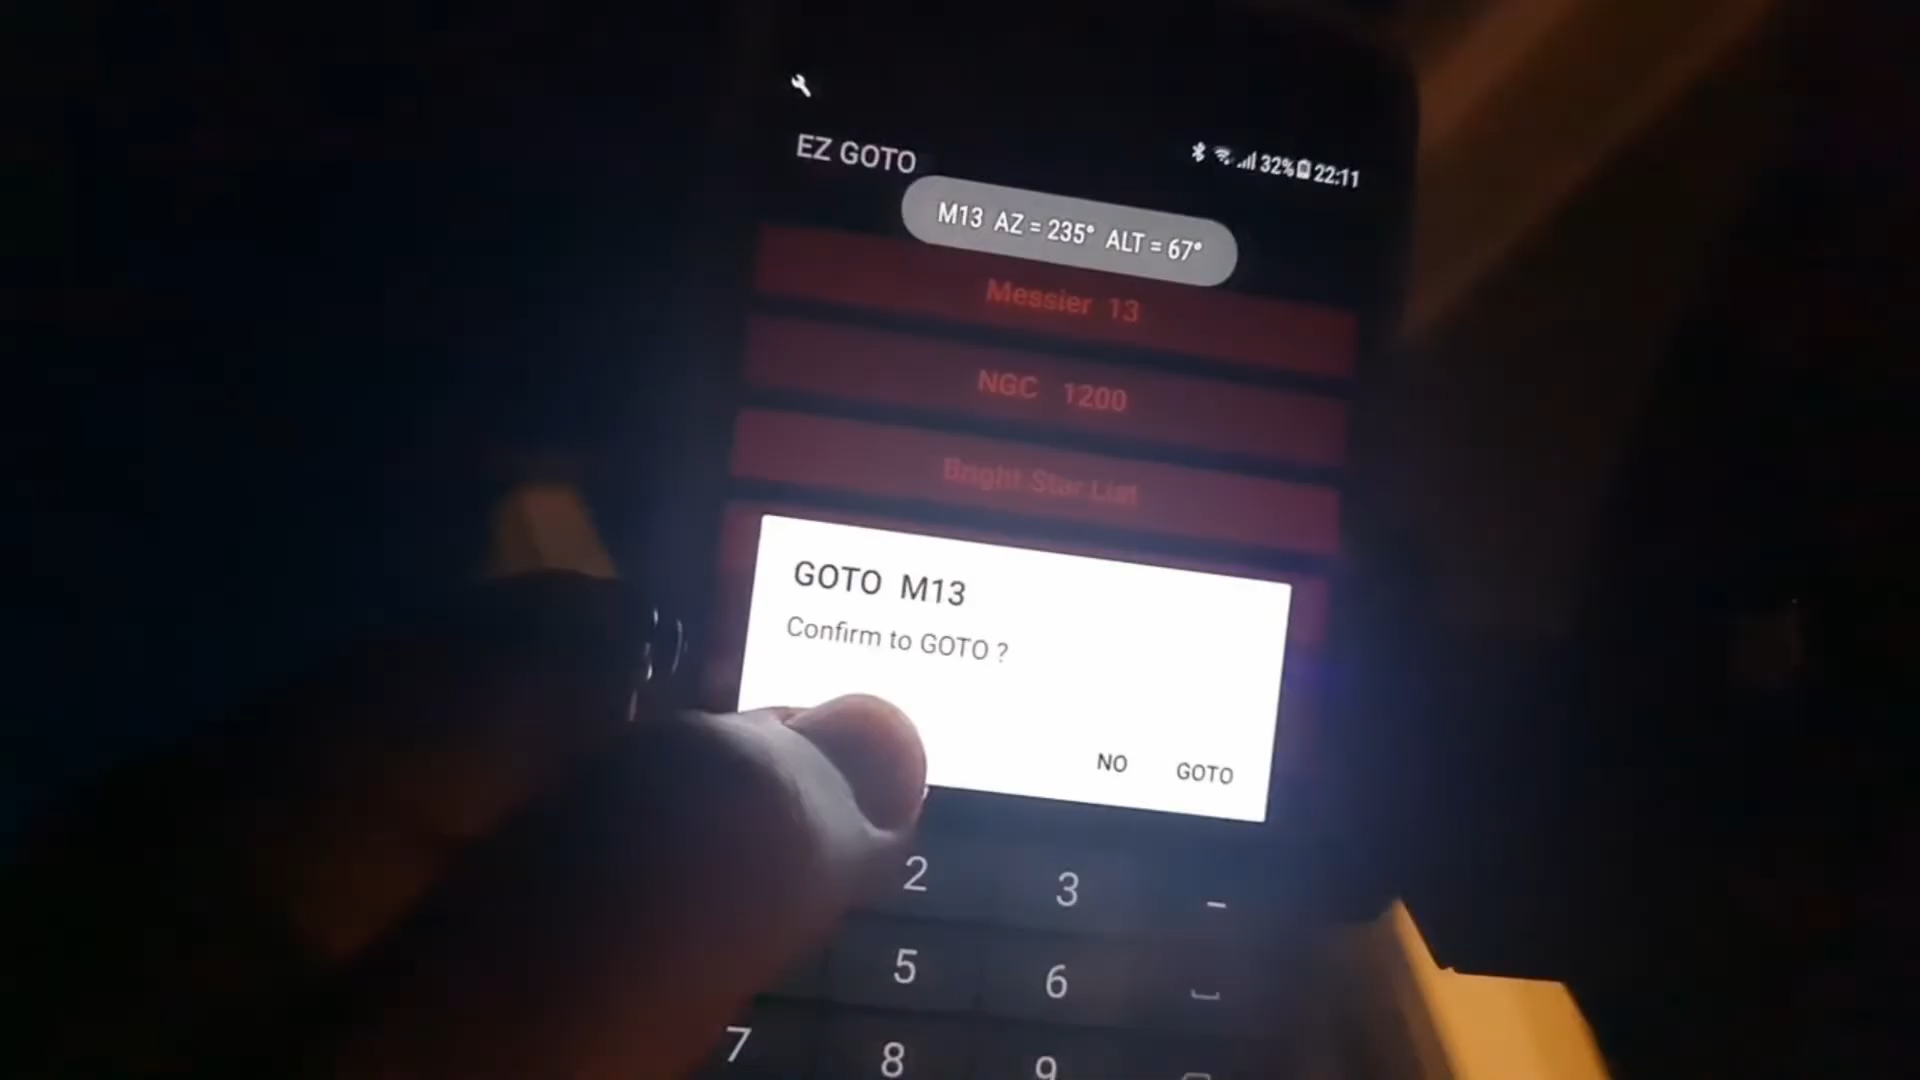 EZ GOTO
32% 22:11
M13 AZ = 235° ALT = 67°
Messier 13
NGC 1200
Bright Star List
GOTO M13
Confirm to GOTO ?
NO GOTO
2 3 -
5 6
7 8 9